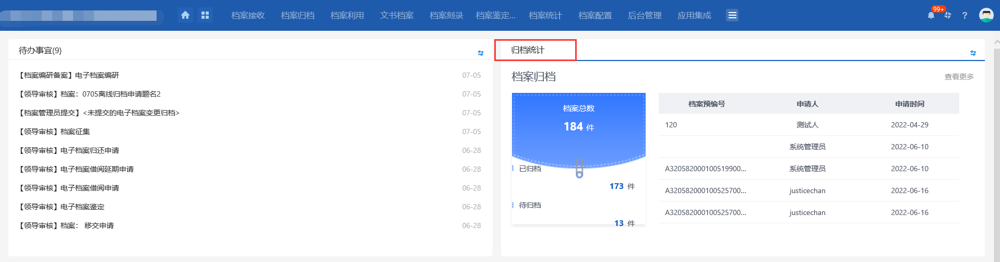 档案接收 档案归档 档案利用 文书档案 档案刻录 档案鉴定... 档案统计 档案配置 后台管理 应用集成 99+ ?
待办事宜(9)
【档案编研备案】电子档案编研 07-05
【领导审核】档案：0705离线归档申请题名2 07-05
【档案管理员提交】<未提交的电子档案变更归档> 07-05
【领导审核】档案征集 07-05
【领导审核】电子档案归还申请 06-28
【领导审核】电子档案借阅延期申请 06-28
【领导审核】电子档案借阅申请 06-28
【领导审核】电子档案鉴定 06-28
【领导审核】档案： 移交申请 06-28
归档统计
档案归档 查看更多
档案总数
184 件
已归档
173 件
待归档
13 件
档案预编号 申请人 申请时间
120 测试人 2022-04-29
系统管理员 2022-06-10
A320582000100519900... 系统管理员 2022-06-10
A320582000100525700... justicechan 2022-06-16
A320582000100525700... justicechan 2022-06-16